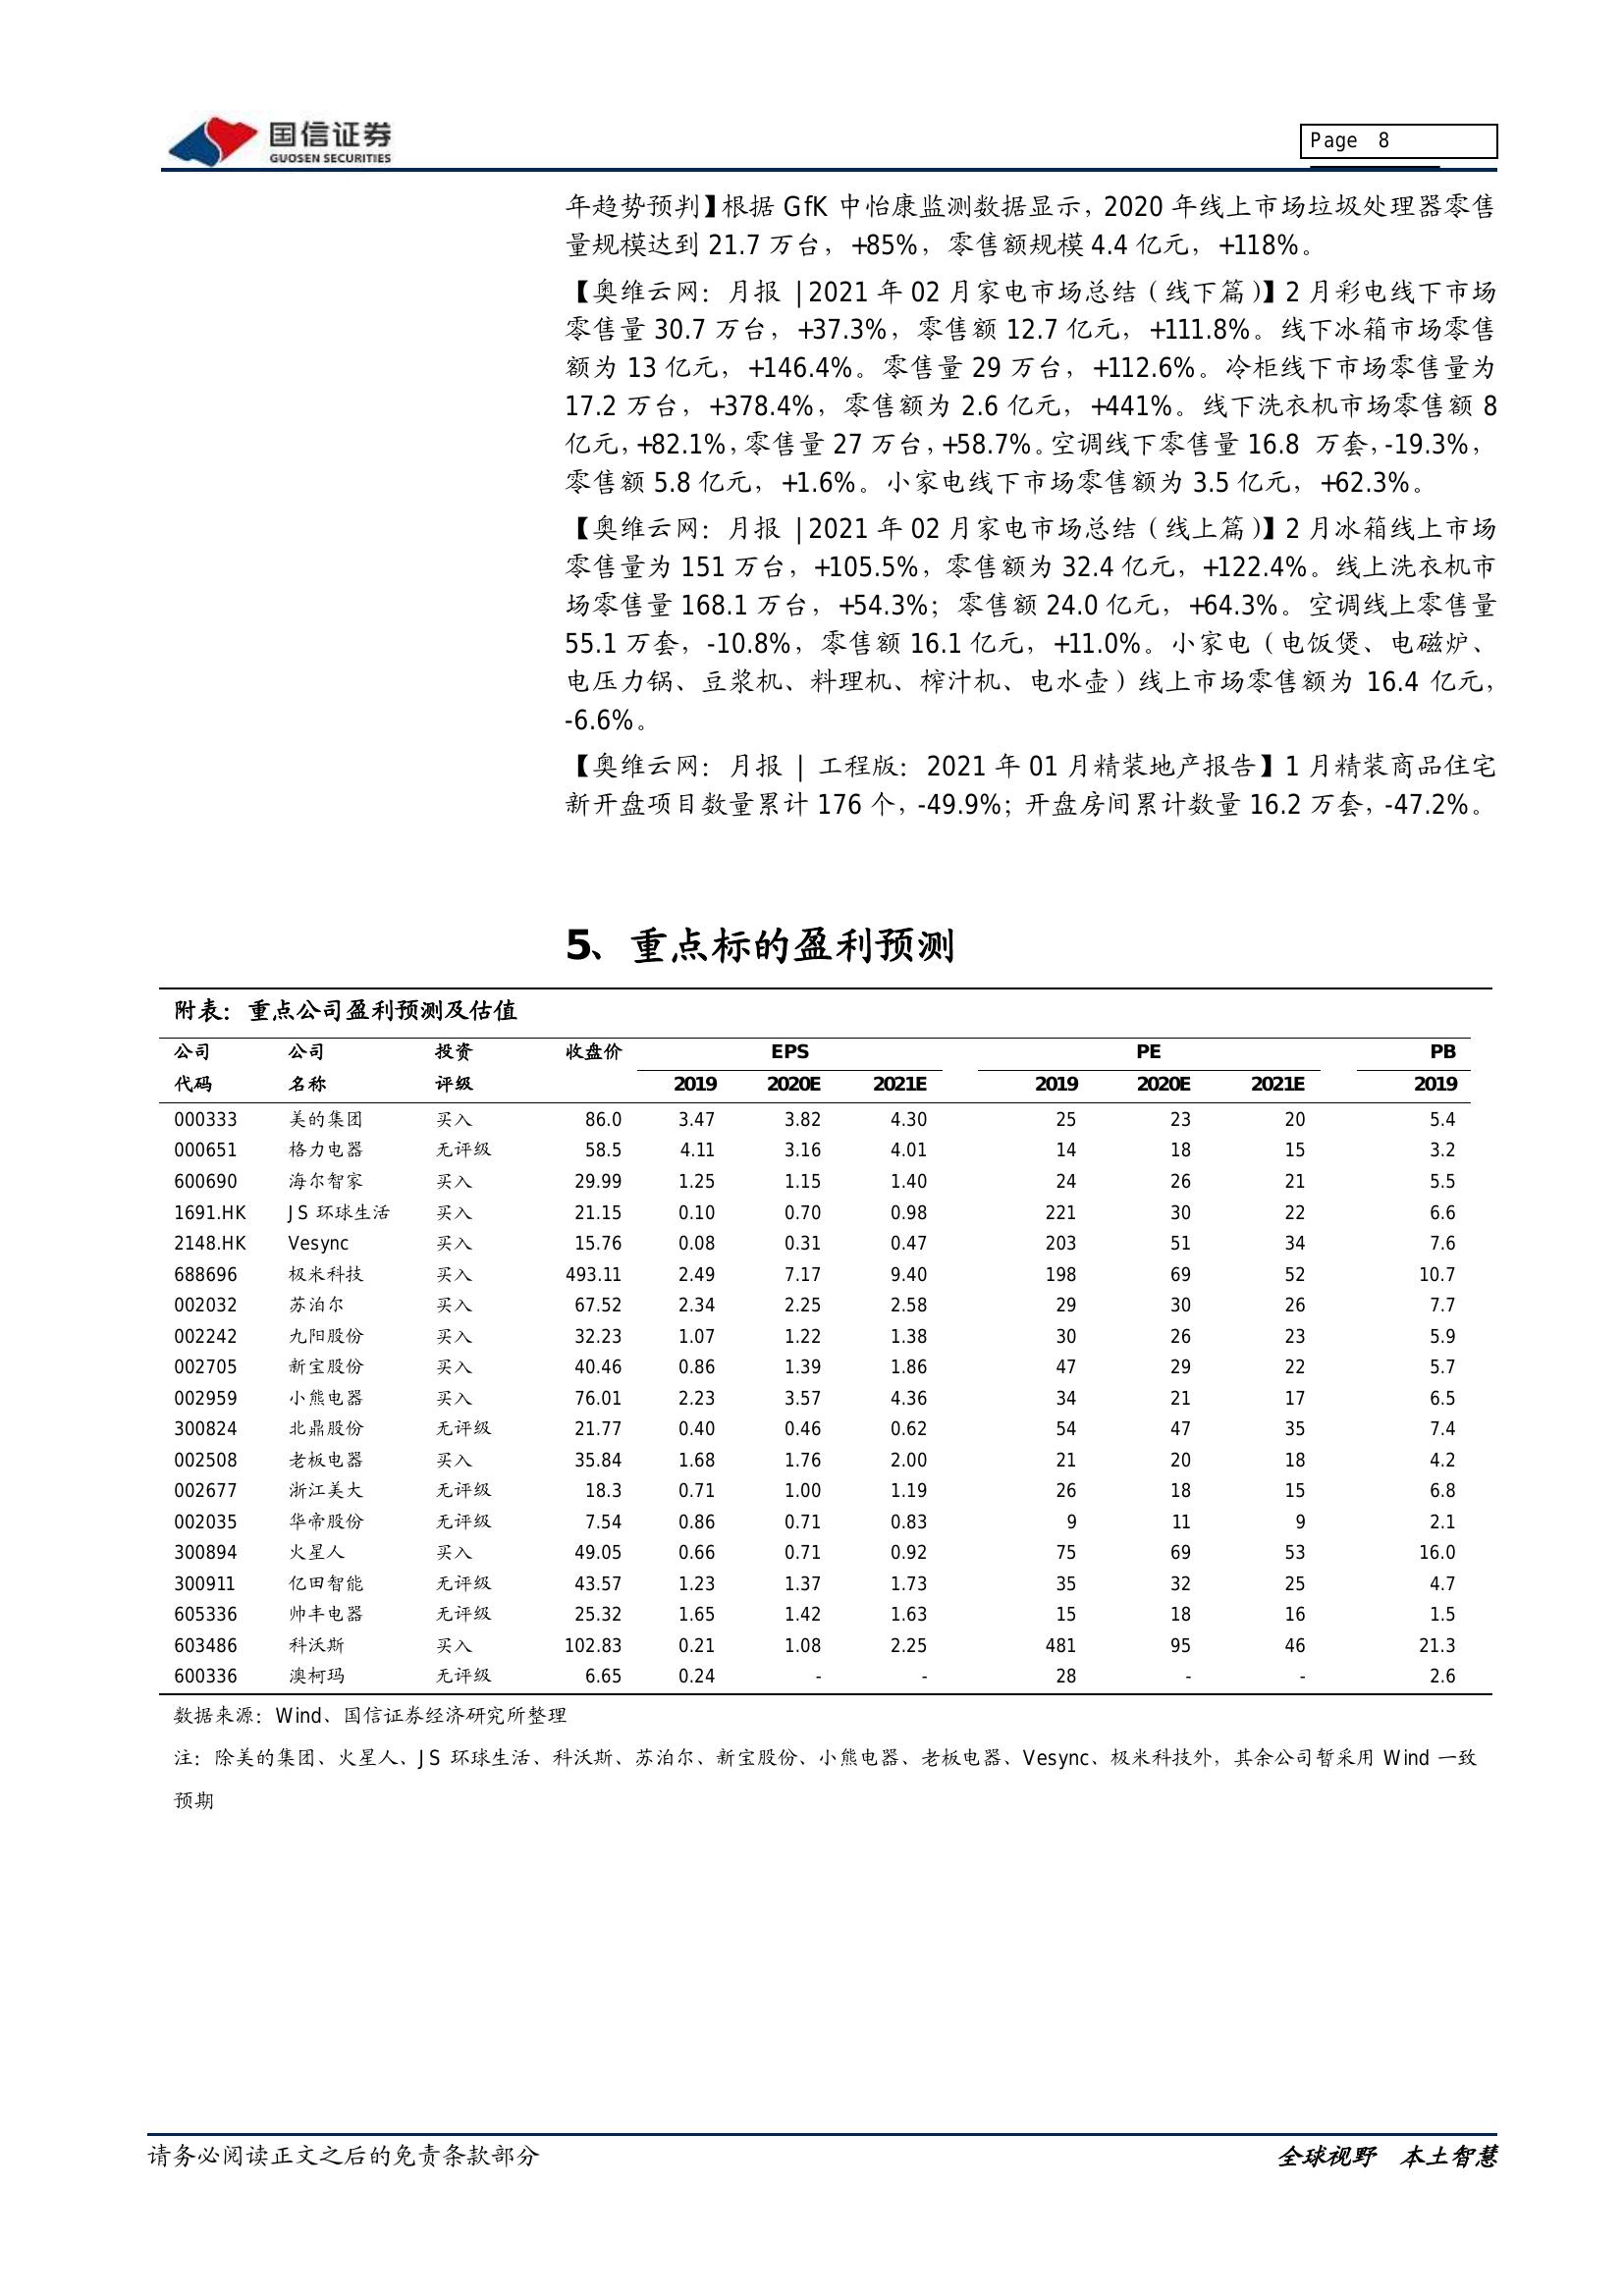 国信证券
GUOSEN SECURITIES
Page 8
年趋势预判】根据 GfK 中怡康监测数据显示，2020 年线上市场垃圾处理器零售
量规模达到 21.7 万台，+85%，零售额规模 4.4 亿元，+118%。
【奥维云网：月报 |2021 年 02 月家电市场总结（线下篇）】2 月彩电线下市场
零售量 30.7 万台，+37.3%，零售额 12.7 亿元，+111.8%。线下冰箱市场零售
额为 13 亿元，+146.4%。零售量 29 万台，+112.6%。冷柜线下市场零售量为
17.2 万台，+378.4%，零售额为 2.6 亿元，+441%。线下洗衣机市场零售额 8
亿元，+82.1%，零售量 27 万台，+58.7%。空调线下零售量 16.8 万套，-19.3%，
零售额 5.8 亿元，+1.6%。小家电线下市场零售额为 3.5 亿元，+62.3%。
【奥维云网：月报 |2021 年 02 月家电市场总结（线上篇）】2 月冰箱线上市场
零售量为 151 万台，+105.5%，零售额为 32.4 亿元，+122.4%。线上洗衣机市
场零售量 168.1 万台，+54.3%；零售额 24.0 亿元，+64.3%。空调线上零售量
55.1 万套，-10.8%，零售额 16.1 亿元，+11.0%。小家电（电饭煲、电磁炉、
电压力锅、豆浆机、料理机、榨汁机、电水壶）线上市场零售额为 16.4 亿元，
-6.6%。
【奥维云网：月报 | 工程版：2021 年 01 月精装地产报告】1 月精装商品住宅
新开盘项目数量累计 176 个，-49.9%；开盘房间累计数量 16.2 万套，-47.2%。
5、重点标的盈利预测
附表：重点公司盈利预测及估值
公司 公司 投资 收盘价 EPS PE PB
代码 名称 评级 2019 2020E 2021E 2019 2020E 2021E 2019
000333 美的集团 买入 86.0 3.47 3.82 4.30 25 23 20 5.4
000651 格力电器 无评级 58.5 4.11 3.16 4.01 14 18 15 3.2
600690 海尔智家 买入 29.99 1.25 1.15 1.40 24 26 21 5.5
1691.HK JS 环球生活 买入 21.15 0.10 0.70 0.98 221 30 22 6.6
2148.HK Vesync 买入 15.76 0.08 0.31 0.47 203 51 34 7.6
688696 极米科技 买入 493.11 2.49 7.17 9.40 198 69 52 10.7
002032 苏泊尔 买入 67.52 2.34 2.25 2.58 29 30 26 7.7
002242 九阳股份 买入 32.23 1.07 1.22 1.38 30 26 23 5.9
002705 新宝股份 买入 40.46 0.86 1.39 1.86 47 29 22 5.7
002959 小熊电器 买入 76.01 2.23 3.57 4.36 34 21 17 6.5
300824 北鼎股份 无评级 21.77 0.40 0.46 0.62 54 47 35 7.4
002508 老板电器 买入 35.84 1.68 1.76 2.00 21 20 18 4.2
002677 浙江美大 无评级 18.3 0.71 1.00 1.19 26 18 15 6.8
002035 华帝股份 无评级 7.54 0.86 0.71 0.83 9 11 9 2.1
300894 火星人 买入 49.05 0.66 0.71 0.92 75 69 53 16.0
300911 亿田智能 无评级 43.57 1.23 1.37 1.73 35 32 25 4.7
605336 帅丰电器 无评级 25.32 1.65 1.42 1.63 15 18 16 1.5
603486 科沃斯 买入 102.83 0.21 1.08 2.25 481 95 46 21.3
600336 澳柯玛 无评级 6.65 0.24 - - 28 - - 2.6
数据来源：Wind、国信证券经济研究所整理
注：除美的集团、火星人、JS 环球生活、科沃斯、苏泊尔、新宝股份、小熊电器、老板电器、Vesync、极米科技外，其余公司暂采用 Wind 一致
预期
请务必阅读正文之后的免责条款部分
全球视野 本土智慧